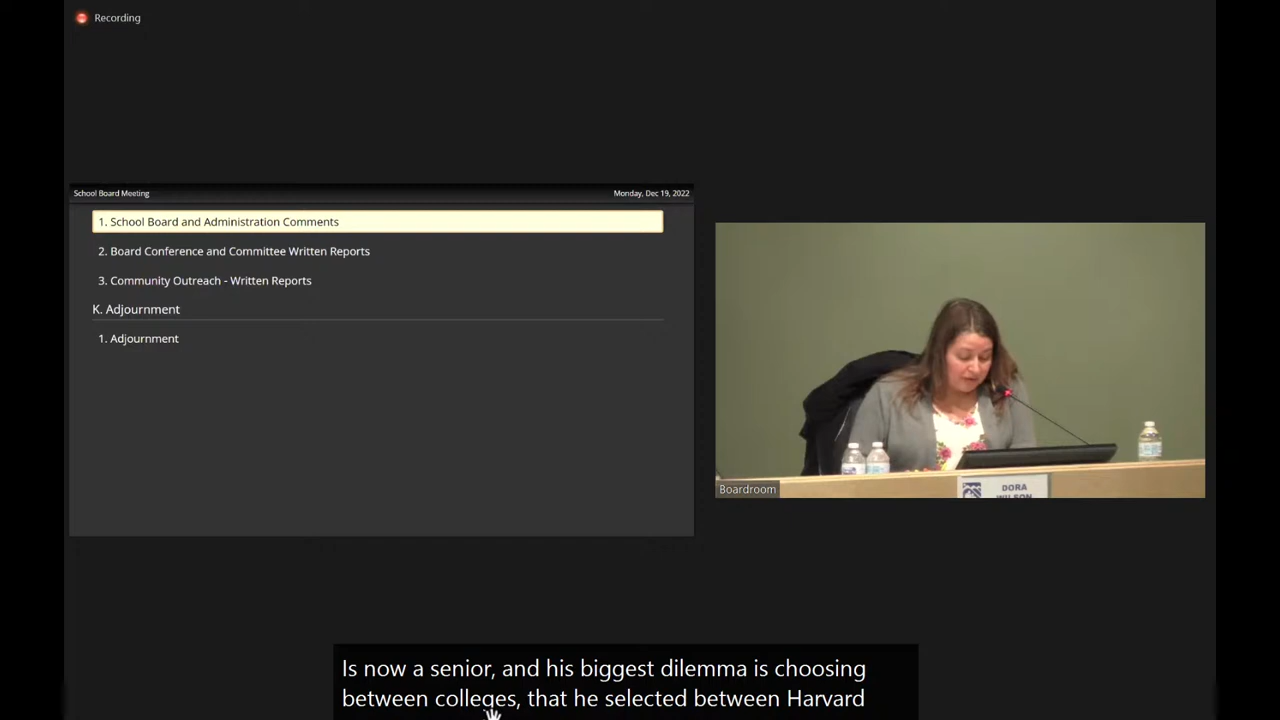 Recording
School Board Meeting
Monday, Dec 19, 2022
1. School Board and Administration Comments
2. Board Conference and Committee Written Reports
3. Community Outreach - Written Reports
K. Adjournment
1. Adjournment
Boardroom
DORA
WILSON
Is now a senior, and his biggest dilemma is choosing
between colleges, that he selected between Harvard